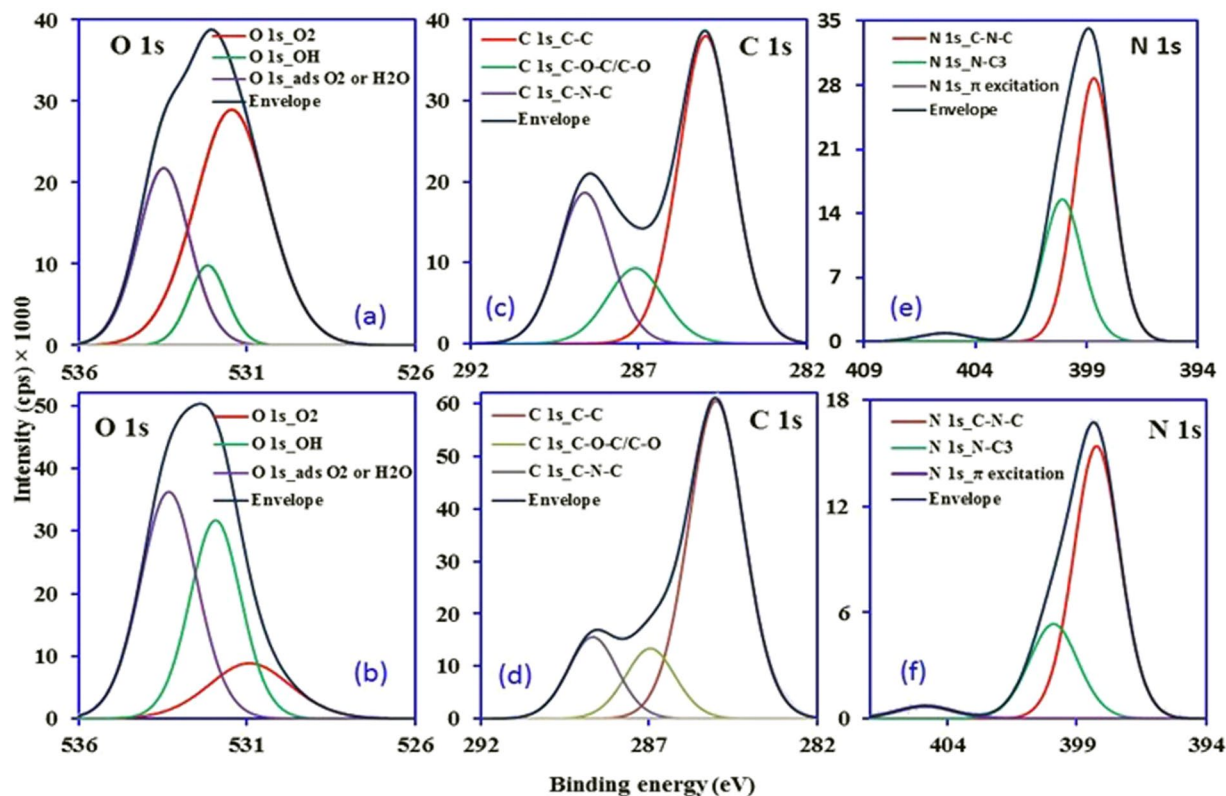 Intensity (cps) × 1000
40
30
20
10
0
O 1s
O 1s_O2
O 1s_OH
O 1s_ads O2 or H2O
Envelope
(a)
536
531
526
40
30
20
10
0
C 1s_C-C
C 1s_C-O-C/C-O
C 1s_C-N-C
Envelope
C 1s
(c)
292
287
282
35
28
21
14
7
0
N 1s_C-N-C
N 1s_N-C3
N 1s_π excitation
Envelope
N 1s
(e)
409
404
399
394
50
40
30
20
10
0
O 1s
O 1s_O2
O 1s_OH
O 1s_ads O2 or H2O
Envelope
(b)
536
531
526
60
50
40
30
20
10
0
C 1s_C-C
C 1s_C-O-C/C-O
C 1s_C-N-C
Envelope
C 1s
(d)
292
287
282
18
12
6
0
N 1s_C-N-C
N 1s_N-C3
N 1s_π excitation
Envelope
N 1s
(f)
404
399
394
Binding energy (eV)